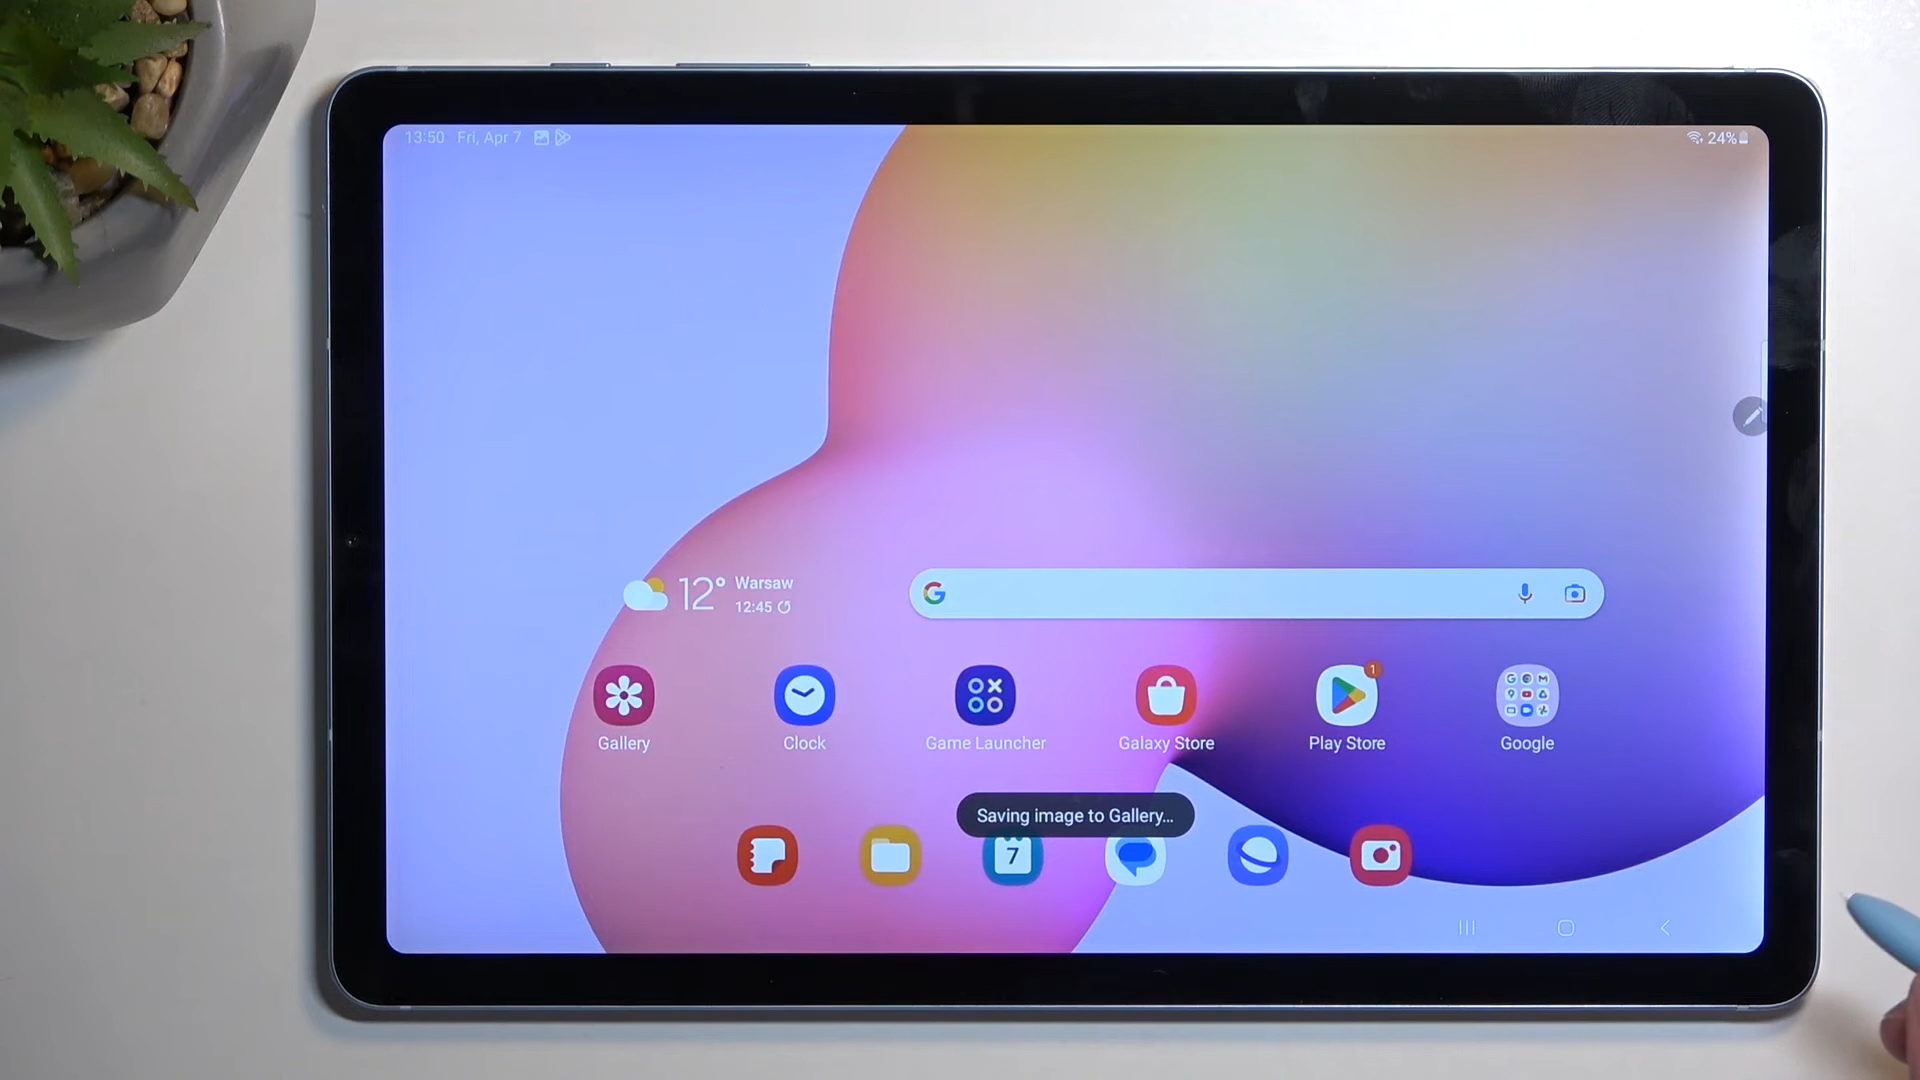 13:50 Fri, Apr 7
24%
12° Warsaw
12:45
G
Gallery
Clock
Game Launcher
Galaxy Store
1
Play Store
Google
Saving image to Gallery...
7